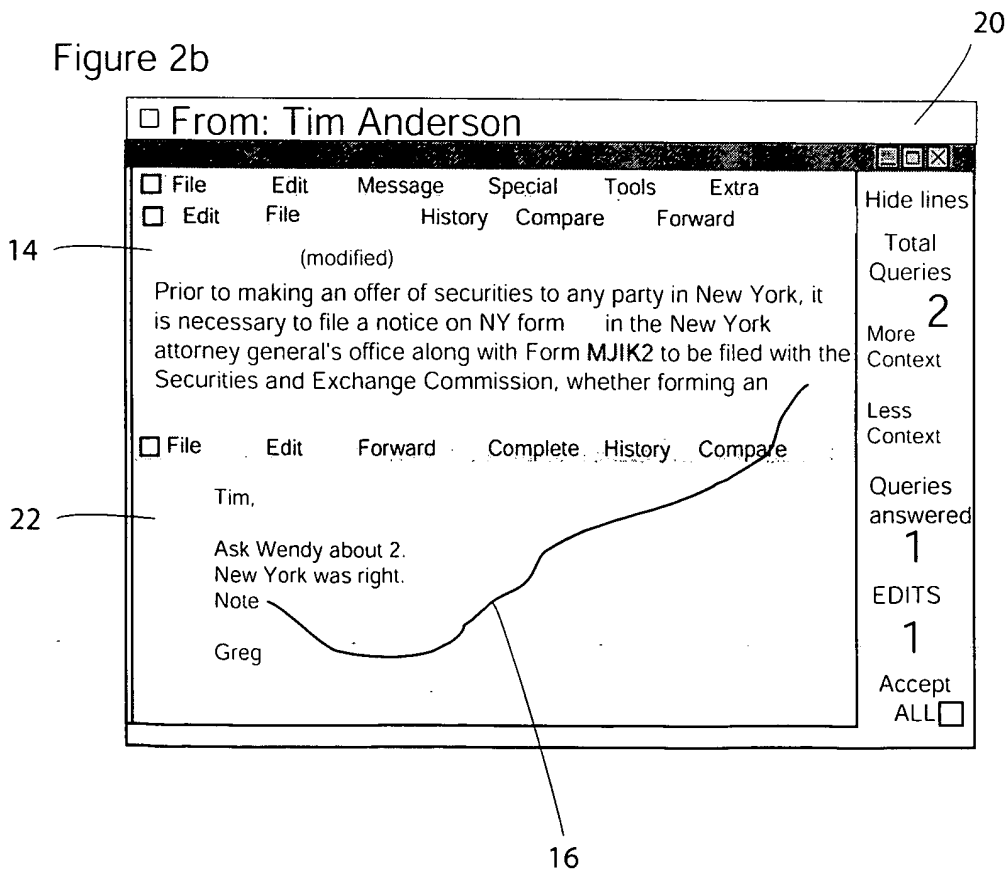 20
Figure 2b
From: Tim Anderson
File Edit Message Special Tools Extra
Edit File History Compare Forward
14
(modified)
Prior to making an offer of securities to any party in New York, it
is necessary to file a notice on NY form in the New York
attorney general's office along with Form MJIK2 to be filed with the
Securities and Exchange Commission, whether forming an
File Edit Forward Complete History Compare
22
Tim,
Ask Wendy about 2.
New York was right.
Note
Greg
Hide lines
Total
Queries
2
More
Context
Less
Context
Queries
answered
1
EDITS
1
Accept
ALL
16